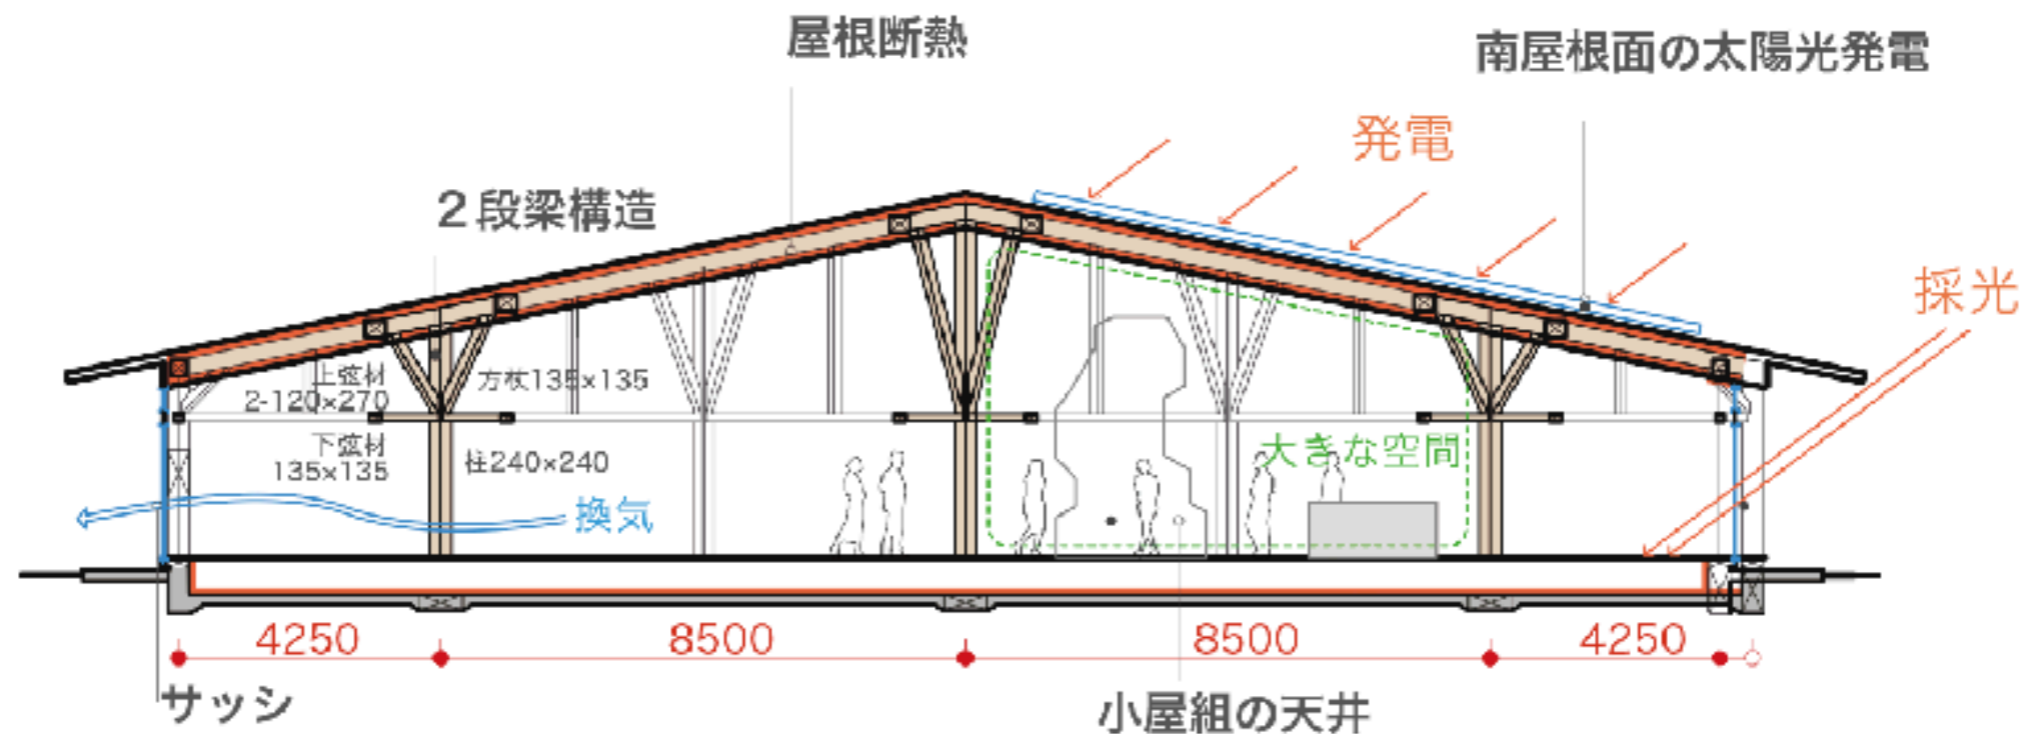 屋根断熱
南屋根面の太陽光発電
発電
２段梁構造
採光
上弦材
2-120×270
方杖135×135
下弦材
135×135
柱240×240
大きな空間
換気
4250
8500
8500
4250
サッシ
小屋組の天井